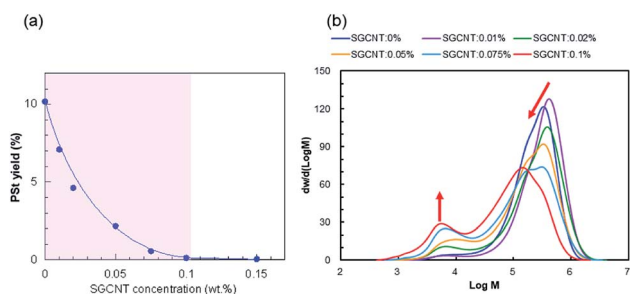 (a)
(b)
SGCNT:0% SGCNT:0.01% SGCNT:0.02%
SGCNT:0.05% SGCNT:0.075% SGCNT:0.1%
PSt yield (%)
10
5
0
0 0.05 0.10 0.15
SGCNT concentration (wt.%)
dw/d(LogM)
150
120
90
60
30
0
2 3 4 5 6 7
Log M